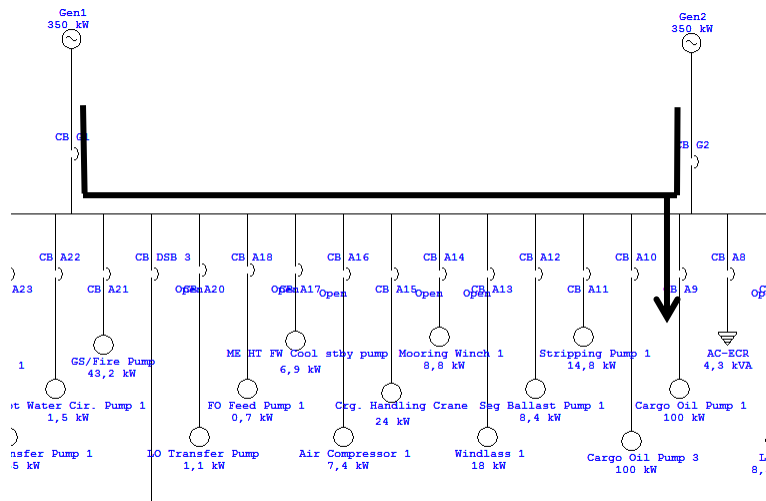 Gen1
350 kW
Gen2
350 kW
CB G1
CB G2
CB A22
CB DSB 3
CB A18
CB A16
CB A14
CB A12
CB A10
CB A8
A23
CB A21
Open
A20
Open
A17
Open
CB A15
Open
Open
A13
CB A11
CB A9
1
GS/Fire Pump
43,2 kW
ME HT FW Cool stby pump
6,9 kW
Mooring Winch 1
8,8 kW
Stripping Pump 1
14,8 kW
AC-ECR
4,3 kVA
ot Water Cir. Pump 1
1,5 kW
FO Feed Pump 1
0,7 kW
Crg. Handling Crane
24 kW
Seg Ballast Pump 1
8,4 kW
Cargo Oil Pump 1
100 kW
nsfer Pump 1
5 kW
LO Transfer Pump
1,1 kW
Air Compressor 1
7,4 kW
Windlass 1
18 kW
Cargo Oil Pump 3
100 kW
8,